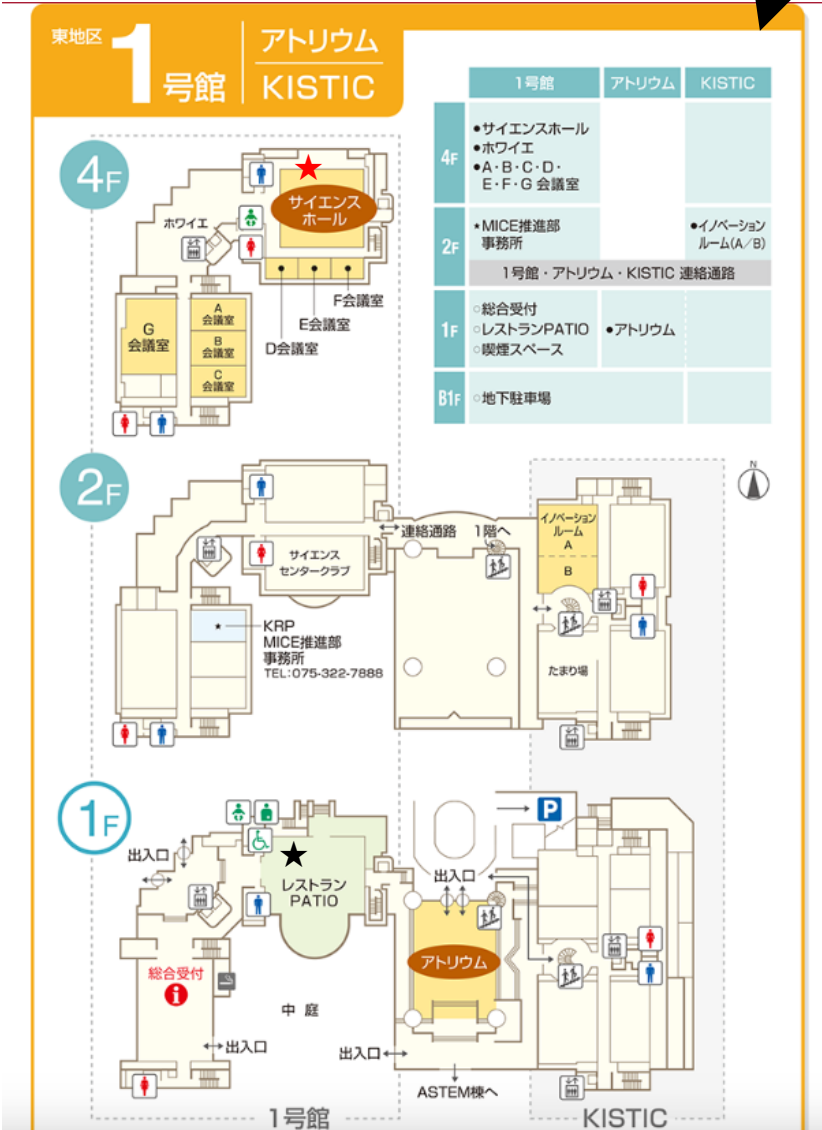 東地区
1号館
アトリウム
KISTIC
1号館
アトリウム
KISTIC
4F
●サイエンスホール
●ホワイエ
●A・B・C・D・
E・F・G 会議室
2F
★MICE推進部
事務所
●イノベーション
ルーム(A/B)
1号館・アトリウム・KISTIC 連絡通路
1F
○総合受付
○レストランPATIO
○喫煙スペース
●アトリウム
B1F
○地下駐車場
4F
サイエンス
ホール
ホワイエ
F会議室
E会議室
D会議室
G
会議室
A
会議室
B
会議室
C
会議室
2F
N
連絡通路
1階へ
イノベーション
ルーム
A
B
サイエンス
センタークラブ
★
KRP
MICE推進部
事務所
TEL:075-322-7888
たまり場
1F
P
出入口
レストラン
PATIO
出入口
アトリウム
総合受付
i
中庭
出入口
出入口
ASTEM棟へ
1号館
KISTIC